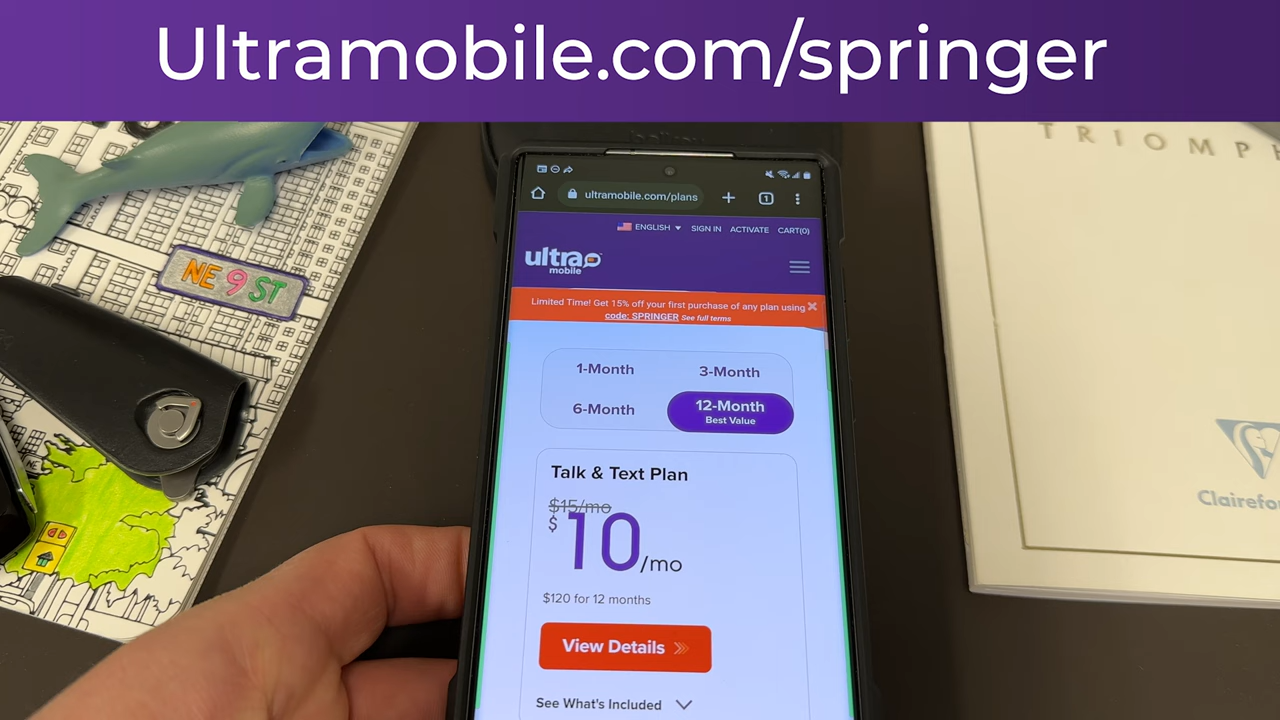 Ultramobile.com/springer
TRIOMPH
NE 9 ST
ultramobile.com/plans
1
ENGLISH SIGN IN ACTIVATE CART(0)
ultra
mobile
Limited Time! Get 15% off your first purchase of any plan using
code: SPRINGER See full terms
1-Month 3-Month
6-Month 12-Month
Best Value
Talk & Text Plan
$15/mo
$10/mo
$120 for 12 months
View Details
See What's Included
Clairefo
NE